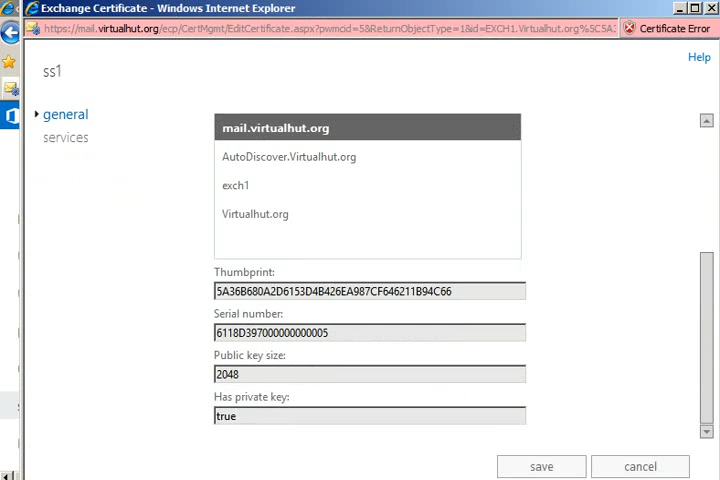 Exchange Certificate - Windows Internet Explorer
https://mail.virtualhut.org/ecp/CertMgmt/EditCertificate.aspx?pwmcid=5&ReturnObjectType=1&id=EXCH1.Virtualhut.org%5C5A3
Certificate Error
Help
ss1
general
services
mail.virtualhut.org
AutoDiscover.Virtualhut.org
exch1
Virtualhut.org
Thumbprint:
5A36B680A2D6153D4B426EA987CF646211B94C66
Serial number:
6118D397000000000005
Public key size:
2048
Has private key:
true
save
cancel